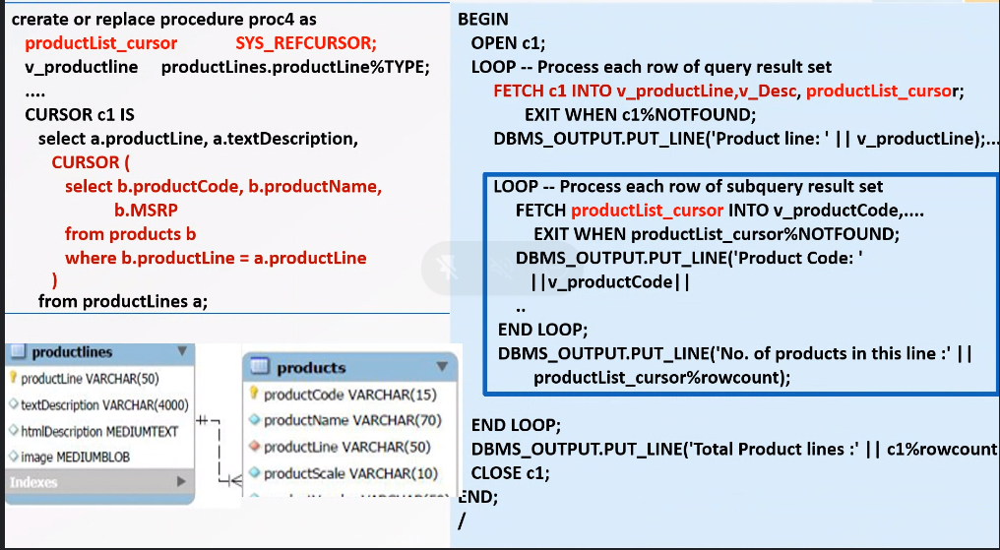 crerate or replace procedure proc4 as
productList_cursor SYS_REFCURSOR;
v_productline productLines.productLine%TYPE;
....
CURSOR c1 IS
select a.productLine, a.textDescription,
CURSOR (
select b.productCode, b.productName,
b.MSRP
from products b
where b.productLine = a.productLine
)
from productLines a;
productlines
productLine VARCHAR(50)
textDescription VARCHAR(4000)
htmlDescription MEDIUMTEXT
image MEDIUMBLOB
Indexes
products
productCode VARCHAR(15)
productName VARCHAR(70)
productLine VARCHAR(50)
productScale VARCHAR(10)
BEGIN
OPEN c1;
LOOP -- Process each row of query result set
FETCH c1 INTO v_productLine,v_Desc, productList_cursor;
EXIT WHEN c1%NOTFOUND;
DBMS_OUTPUT.PUT_LINE('Product line: ' || v_productLine);...
LOOP -- Process each row of subquery result set
FETCH productList_cursor INTO v_productCode,....
EXIT WHEN productList_cursor%NOTFOUND;
DBMS_OUTPUT.PUT_LINE('Product Code: '
||v_productCode||
..
END LOOP;
DBMS_OUTPUT.PUT_LINE('No. of products in this line :' ||
productList_cursor%rowcount);
END LOOP;
DBMS_OUTPUT.PUT_LINE('Total Product lines :' || c1%rowcount
CLOSE c1;
END;
/